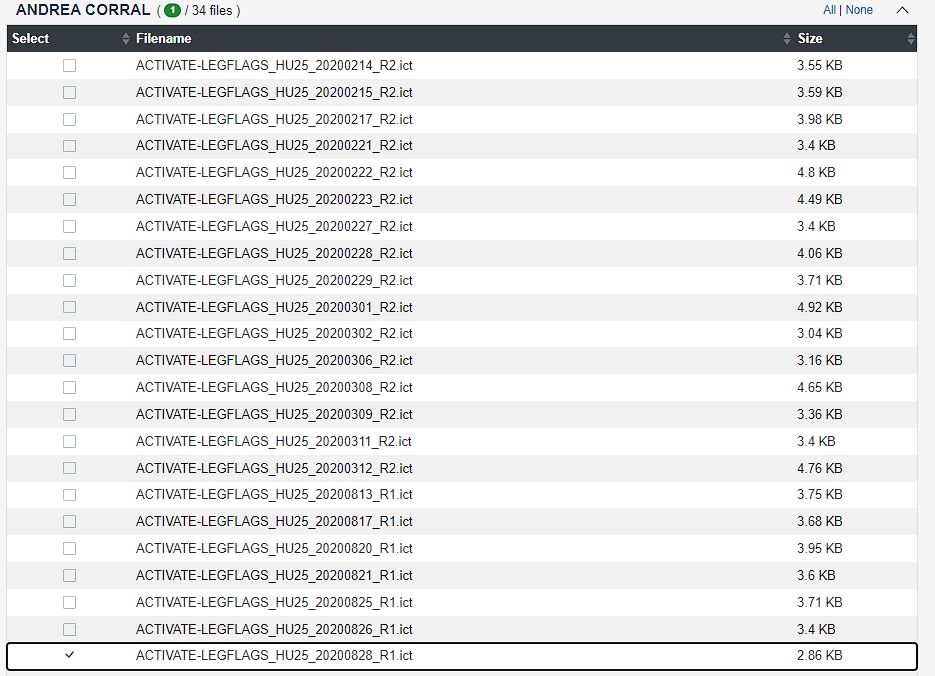 ANDREA CORRAL ( 1 / 34 files ) All | None
Select Filename Size
ACTIVATE-LEGFLAGS_HU25_20200214_R2.ict 3.55 KB
ACTIVATE-LEGFLAGS_HU25_20200215_R2.ict 3.59 KB
ACTIVATE-LEGFLAGS_HU25_20200217_R2.ict 3.98 KB
ACTIVATE-LEGFLAGS_HU25_20200221_R2.ict 3.4 KB
ACTIVATE-LEGFLAGS_HU25_20200222_R2.ict 4.8 KB
ACTIVATE-LEGFLAGS_HU25_20200223_R2.ict 4.49 KB
ACTIVATE-LEGFLAGS_HU25_20200227_R2.ict 3.4 KB
ACTIVATE-LEGFLAGS_HU25_20200228_R2.ict 4.06 KB
ACTIVATE-LEGFLAGS_HU25_20200229_R2.ict 3.71 KB
ACTIVATE-LEGFLAGS_HU25_20200301_R2.ict 4.92 KB
ACTIVATE-LEGFLAGS_HU25_20200302_R2.ict 3.04 KB
ACTIVATE-LEGFLAGS_HU25_20200306_R2.ict 3.16 KB
ACTIVATE-LEGFLAGS_HU25_20200308_R2.ict 4.65 KB
ACTIVATE-LEGFLAGS_HU25_20200309_R2.ict 3.36 KB
ACTIVATE-LEGFLAGS_HU25_20200311_R2.ict 3.4 KB
ACTIVATE-LEGFLAGS_HU25_20200312_R2.ict 4.76 KB
ACTIVATE-LEGFLAGS_HU25_20200813_R1.ict 3.75 KB
ACTIVATE-LEGFLAGS_HU25_20200817_R1.ict 3.68 KB
ACTIVATE-LEGFLAGS_HU25_20200820_R1.ict 3.95 KB
ACTIVATE-LEGFLAGS_HU25_20200821_R1.ict 3.6 KB
ACTIVATE-LEGFLAGS_HU25_20200825_R1.ict 3.71 KB
ACTIVATE-LEGFLAGS_HU25_20200826_R1.ict 3.4 KB
ACTIVATE-LEGFLAGS_HU25_20200828_R1.ict 2.86 KB